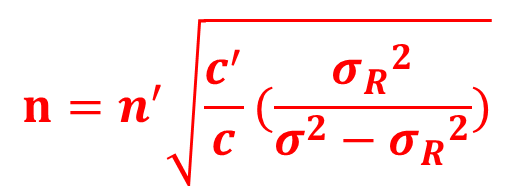 n = n′ √(c′/c (σ_R²/(σ² − σ_R²)))